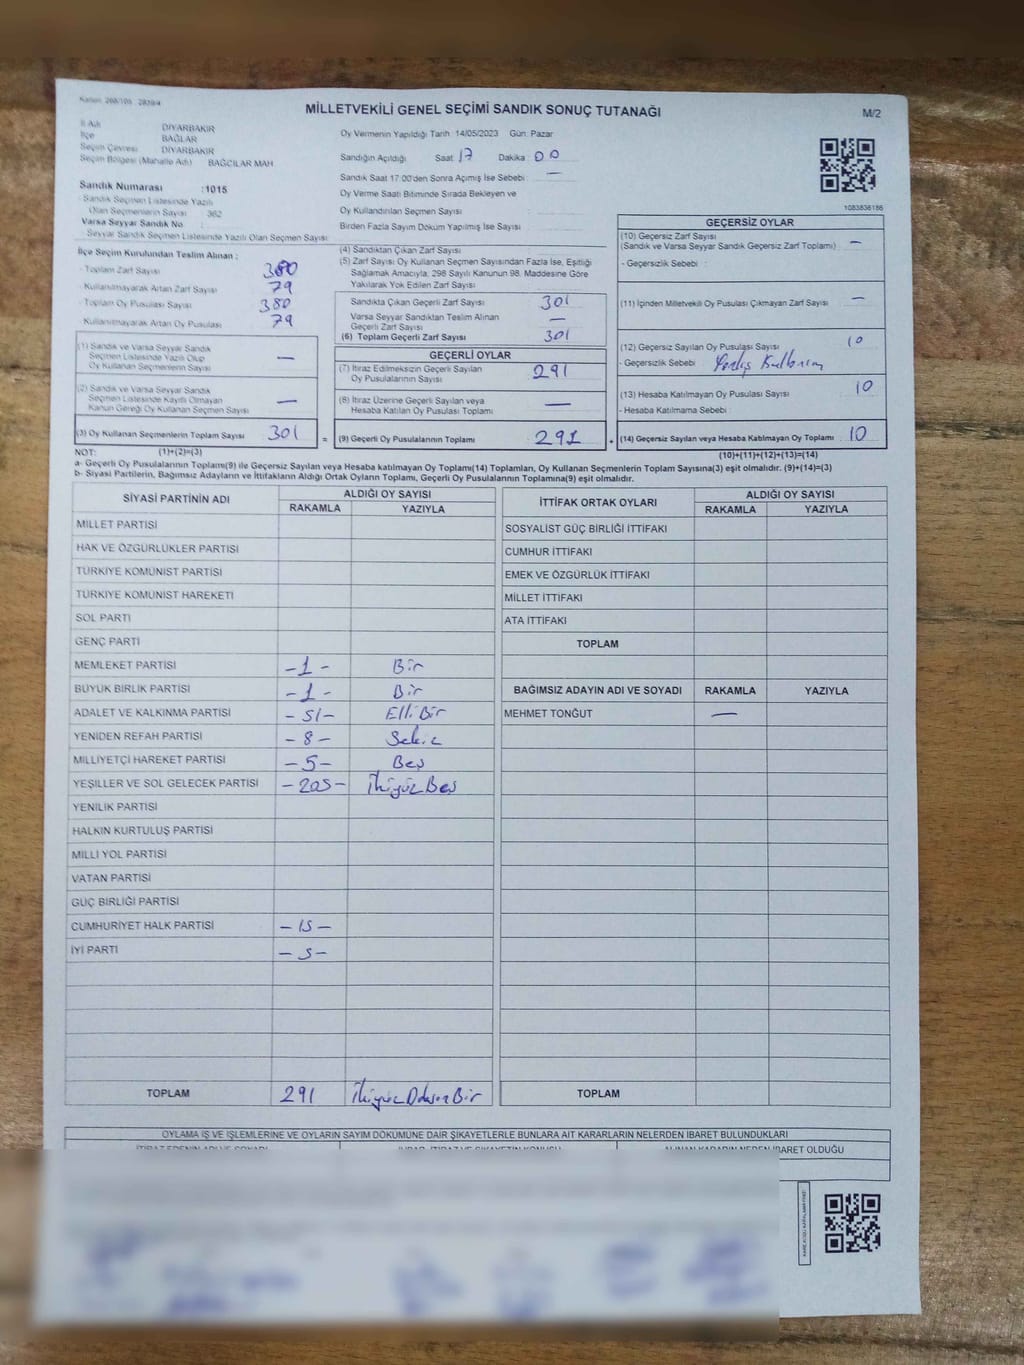 Kanun: 298/105 : 2839/4
MİLLETVEKİLİ GENEL SEÇİMİ SANDIK SONUÇ TUTANAĞI
M/2
İl Adı DİYARBAKIR
İlçe BAĞLAR
Seçim Çevresi DİYARBAKIR
Seçim Bölgesi (Mahalle Adı) BAĞCILAR MAH
Sandık Numarası :1015
Sandık Seçmen Listesinde Yazılı
Olan Seçmenlerin Sayısı 362
Varsa Seyyar Sandık No :
Seyyar Sandık Seçmen Listesinde Yazılı Olan Seçmen Sayısı:
Oy Vermenin Yapıldığı Tarih 14/05/2023 Gün: Pazar
Sandığın Açıldığı Saat 17 Dakika : 00
Sandık Saat 17:00'den Sonra Açımış İse Sebebi : —
Oy Verme Saati Bitiminde Sırada Bekleyen ve
Oy Kullandırılan Seçmen Sayısı :
Birden Fazla Sayım Döküm Yapılmış İse Sayısı :
1083836186
İlçe Seçim Kurulundan Teslim Alınan :
- Toplam Zarf Sayısı 380
- Kullanılmayarak Artan Zarf Sayısı 79
- Toplam Oy Pusulası Sayısı 380
- Kullanılmayarak Artan Oy Pusulası 79
(1) Sandık ve Varsa Seyyar Sandık
Seçmen Listesinde Yazılı Olup
Oy Kullanan Seçmenlerin Sayısı —
(2) Sandık ve Varsa Seyyar Sandık
Seçmen Listesinde Kayıtlı Olmayan
Kanun Gereği Oy Kullanan Seçmen Sayısı —
(3) Oy Kullanan Seçmenlerin Toplam Sayısı 301
(4) Sandıktan Çıkan Zarf Sayısı :
(5) Zarf Sayısı Oy Kullanan Seçmen Sayısından Fazla İse, Eşitliği
Sağlamak Amacıyla, 298 Sayılı Kanunun 98. Maddesine Göre
Yakılarak Yok Edilen Zarf Sayısı :
Sandıkta Çıkan Geçerli Zarf Sayısı 301
Varsa Seyyar Sandıktan Teslim Alınan
Geçerli Zarf Sayısı —
(6) Toplam Geçerli Zarf Sayısı 301
GEÇERLİ OYLAR
(7) İtiraz Edilmeksizin Geçerli Sayılan
Oy Pusulalarının Sayısı 291
(8) İtiraz Üzerine Geçerli Sayılan veya
Hesaba Katılan Oy Pusulası Toplamı —
= (9) Geçerli Oy Pusulalarının Toplamı 291 +
GEÇERSİZ OYLAR
(10) Geçersiz Zarf Sayısı
(Sandık ve Varsa Seyyar Sandık Geçersiz Zarf Toplamı) : —
- Geçersizlik Sebebi :
(11) İçinden Milletvekili Oy Pusulası Çıkmayan Zarf Sayısı : —
(12) Geçersiz Sayılan Oy Pusulası Sayısı : 10
- Geçersizlik Sebebi Yanlış Kullanım
(13) Hesaba Katılmayan Oy Pusulası Sayısı : 10
- Hesaba Katılmama Sebebi :
(14) Geçersiz Sayılan veya Hesaba Katılmayan Oy Toplamı : 10
NOT: (1)+(2)=(3)
(10)+(11)+(12)+(13)=(14)
a- Geçerli Oy Pusulalarının Toplamı(9) ile Geçersiz Sayılan veya Hesaba katılmayan Oy Toplamı(14) Toplamları, Oy Kullanan Seçmenlerin Toplam Sayısına(3) eşit olmalıdır. (9)+(14)=(3)
b- Siyasi Partilerin, Bağımsız Adayların ve İttifakların Aldığı Ortak Oyların Toplamı, Geçerli Oy Pusulalarının Toplamına(9) eşit olmalıdır.
SİYASİ PARTİNİN ADI ALDIĞI OY SAYISI
RAKAMLA YAZIYLA
MİLLET PARTİSİ
HAK VE ÖZGÜRLÜKLER PARTİSİ
TÜRKİYE KOMÜNİST PARTİSİ
TÜRKİYE KOMÜNİST HAREKETİ
SOL PARTİ
GENÇ PARTİ
MEMLEKET PARTİSİ -1- Bir
BÜYÜK BİRLİK PARTİSİ -1- Bir
ADALET VE KALKINMA PARTİSİ -51- Elli Bir
YENİDEN REFAH PARTİSİ -8- Sekiz
MİLLİYETÇİ HAREKET PARTİSİ -5- Beş
YEŞİLLER VE SOL GELECEK PARTİSİ -205- İkiyüz Beş
YENİLİK PARTİSİ
HALKIN KURTULUŞ PARTİSİ
MİLLİ YOL PARTİSİ
VATAN PARTİSİ
GÜÇ BİRLİĞİ PARTİSİ
CUMHURİYET HALK PARTİSİ -15-
İYİ PARTİ -5-
TOPLAM 291 İkiyüz Doksan Bir
İTTİFAK ORTAK OYLARI ALDIĞI OY SAYISI
RAKAMLA YAZIYLA
SOSYALİST GÜÇ BİRLİĞİ İTTİFAKI
CUMHUR İTTİFAKI
EMEK VE ÖZGÜRLÜK İTTİFAKI
MİLLET İTTİFAKI
ATA İTTİFAKI
TOPLAM
BAĞIMSIZ ADAYIN ADI VE SOYADI RAKAMLA YAZIYLA
MEHMET TONĞUT —
TOPLAM
OYLAMA İŞ VE İŞLEMLERİNE VE OYLARIN SAYIM DÖKÜMÜNE DAİR ŞİKAYETLERLE BUNLARA AİT KARARLARIN NELERDEN İBARET BULUNDUKLARI
İBARET OLDUĞU